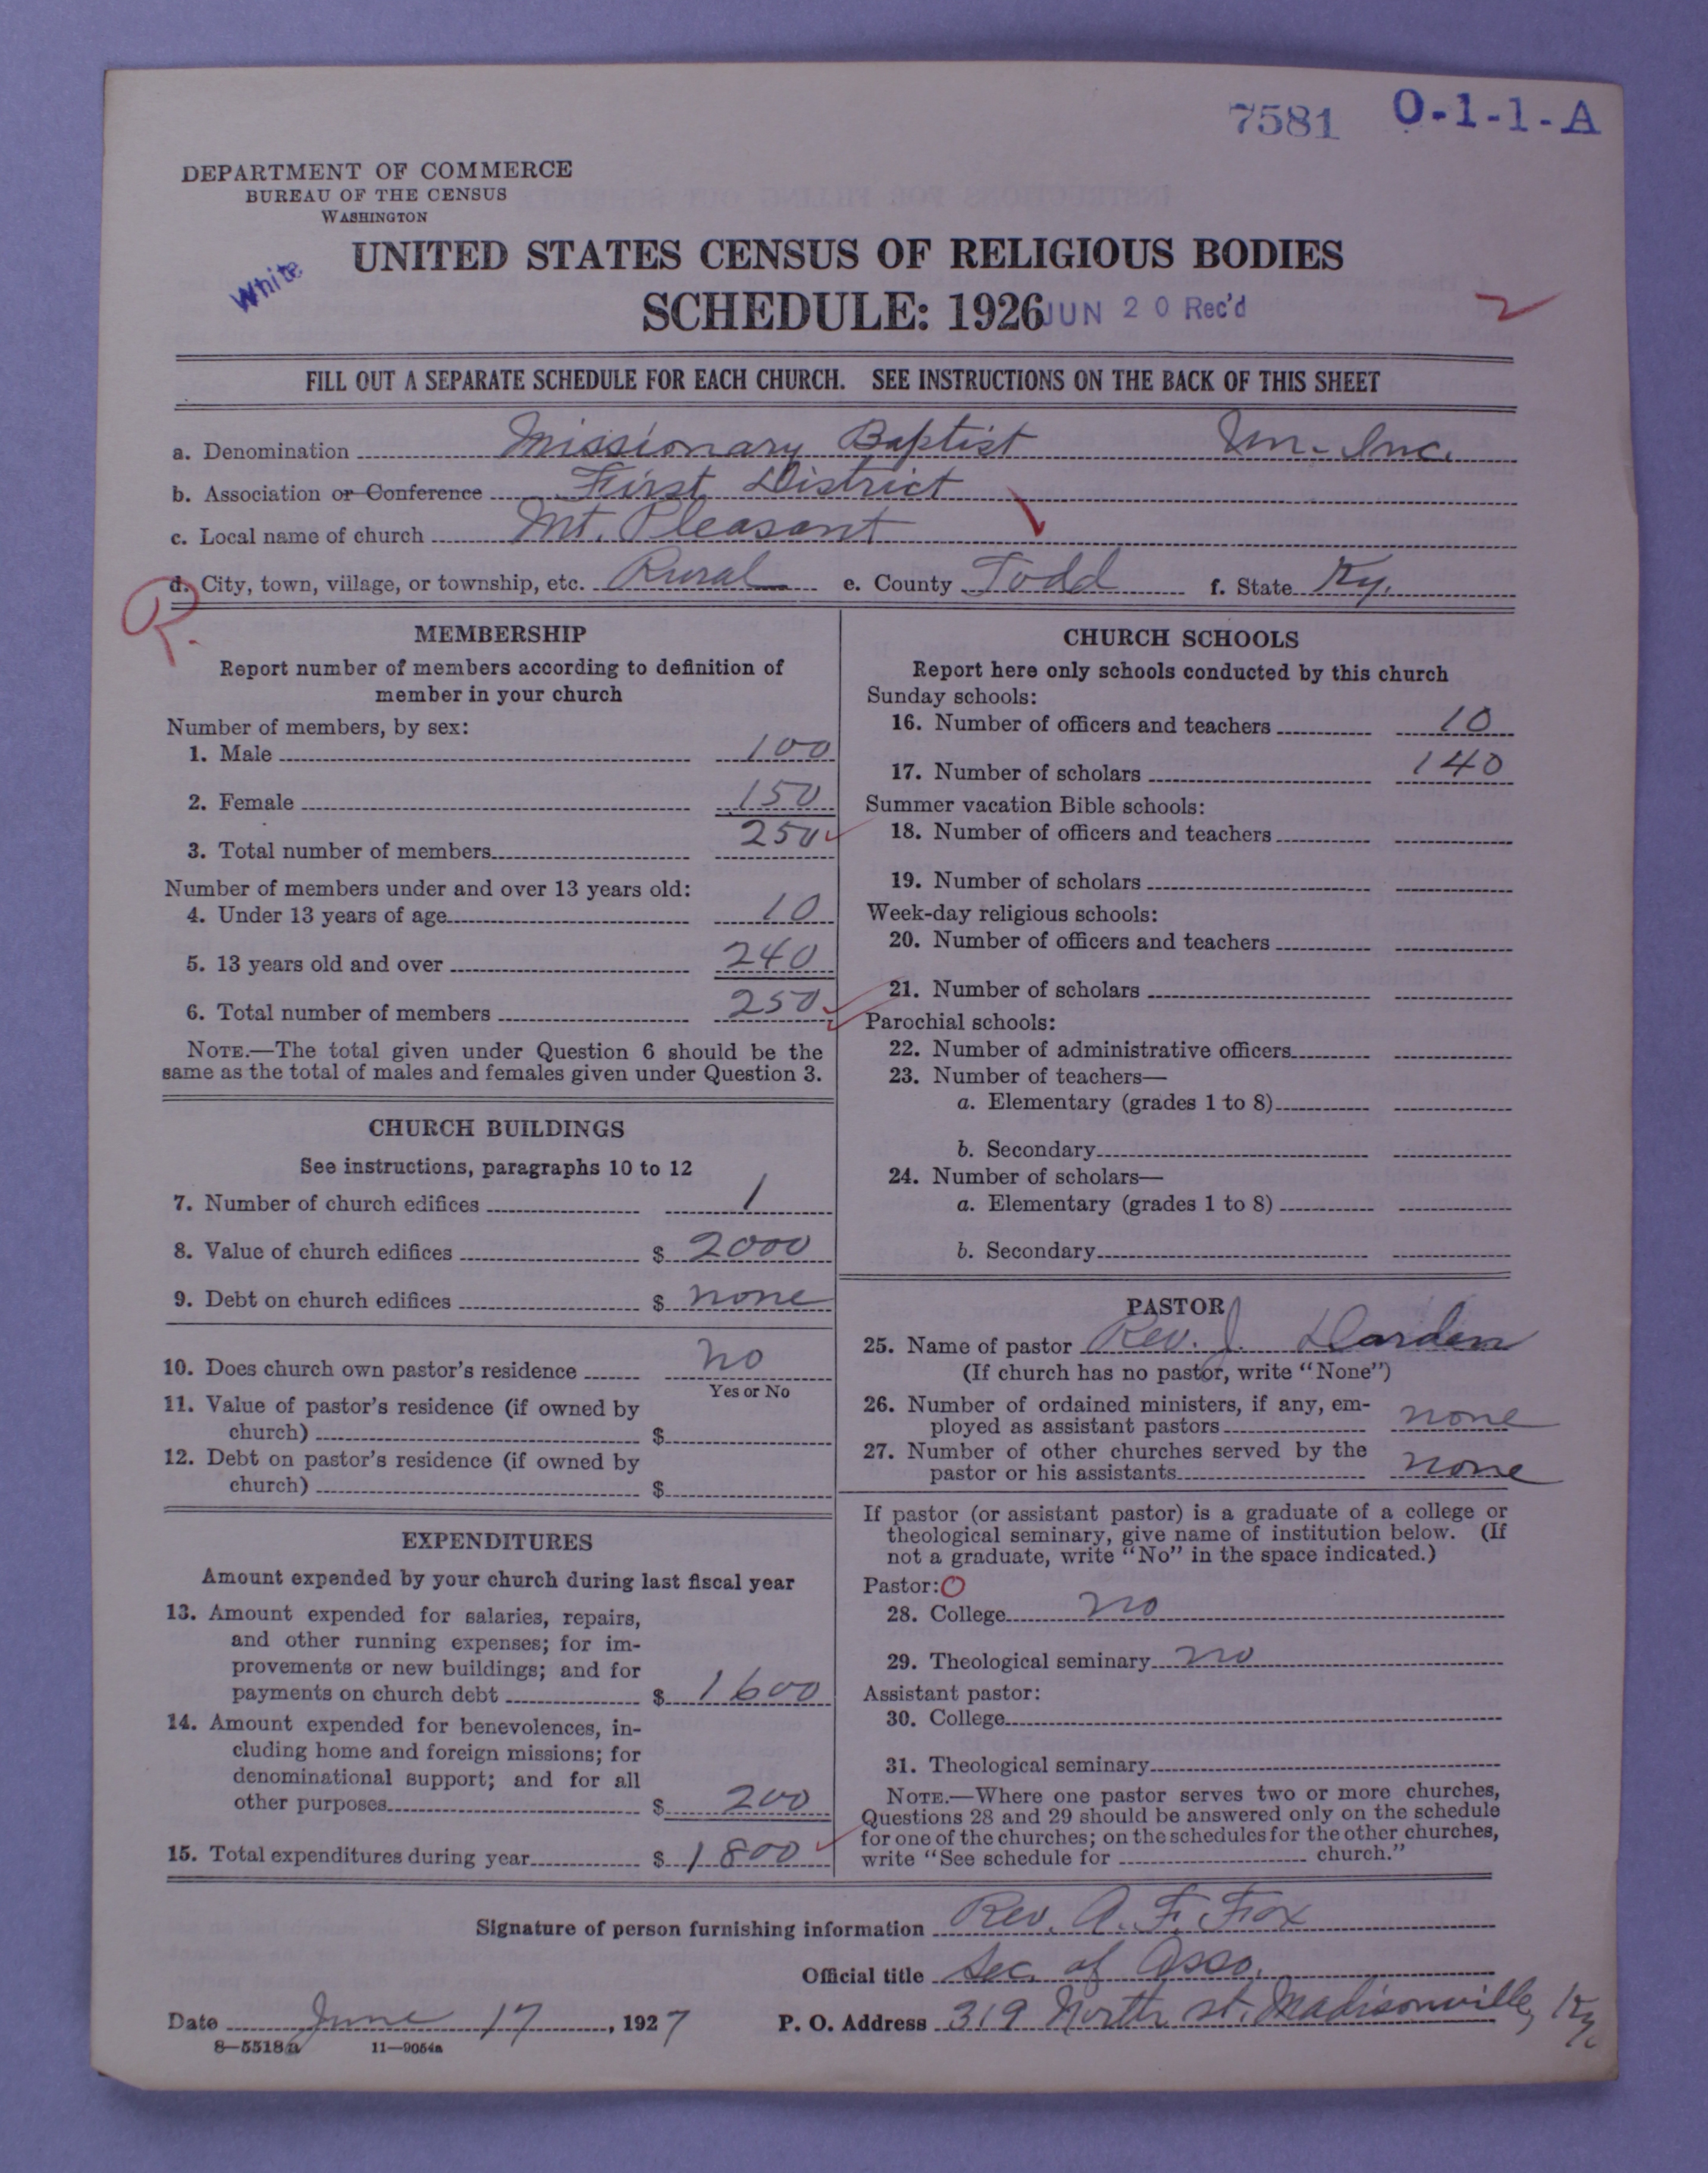 7581 O-1-1-A
DEPARTMENT OF COMMERCE
BUREAU OF THE CENSUS
WASHINGTON
White
UNITED STATES CENSUS OF RELIGIOUS BODIES
SCHEDULE: 1926 JUN 20 Rec'd
2
FILL OUT A SEPARATE SCHEDULE FOR EACH CHURCH. SEE INSTRUCTIONS ON THE BACK OF THIS SHEET
a. Denomination Missionary Baptist Un-Inc.
b. Association or Conference First District
c. Local name of church Mt. Pleasant
d. City, town, village, or township, etc. Rural e. County Todd f. State Ky.
R.
MEMBERSHIP
Report number of members according to definition of
member in your church
Number of members, by sex:
1. Male 100
2. Female 150
3. Total number of members 250
Number of members under and over 13 years old:
4. Under 13 years of age 10
5. 13 years old and over 240
6. Total number of members 250
NOTE.—The total given under Question 6 should be the
same as the total of males and females given under Question 3.
CHURCH BUILDINGS
See instructions, paragraphs 10 to 12
7. Number of church edifices 1
8. Value of church edifices $ 2000
9. Debt on church edifices $ none
10. Does church own pastor's residence no
Yes or No
11. Value of pastor's residence (if owned by
church) $
12. Debt on pastor's residence (if owned by
church) $
EXPENDITURES
Amount expended by your church during last fiscal year
13. Amount expended for salaries, repairs,
and other running expenses; for im-
provements or new buildings; and for
payments on church debt $ 1600
14. Amount expended for benevolences, in-
cluding home and foreign missions; for
denominational support; and for all
other purposes $ 200
15. Total expenditures during year $ 1800
CHURCH SCHOOLS
Report here only schools conducted by this church
Sunday schools:
16. Number of officers and teachers 10
17. Number of scholars 140
Summer vacation Bible schools:
18. Number of officers and teachers
19. Number of scholars
Week-day religious schools:
20. Number of officers and teachers
21. Number of scholars
Parochial schools:
22. Number of administrative officers
23. Number of teachers—
a. Elementary (grades 1 to 8)
b. Secondary
24. Number of scholars—
a. Elementary (grades 1 to 8)
b. Secondary
PASTOR
25. Name of pastor Rev. J. Darden
(If church has no pastor, write "None")
26. Number of ordained ministers, if any, em-
ployed as assistant pastors none
27. Number of other churches served by the
pastor or his assistants none
If pastor (or assistant pastor) is a graduate of a college or
theological seminary, give name of institution below. (If
not a graduate, write "No" in the space indicated.)
Pastor: O
28. College no
29. Theological seminary no
Assistant pastor:
30. College
31. Theological seminary
NOTE.—Where one pastor serves two or more churches,
Questions 28 and 29 should be answered only on the schedule
for one of the churches; on the schedules for the other churches,
write "See schedule for church."
Signature of person furnishing information Rev. A. F. Fox
Official title Sec. of Asso.
Date June 17, 1927 P. O. Address 319 North st. Madisonville, Ky.
8—5518a 11—9054a